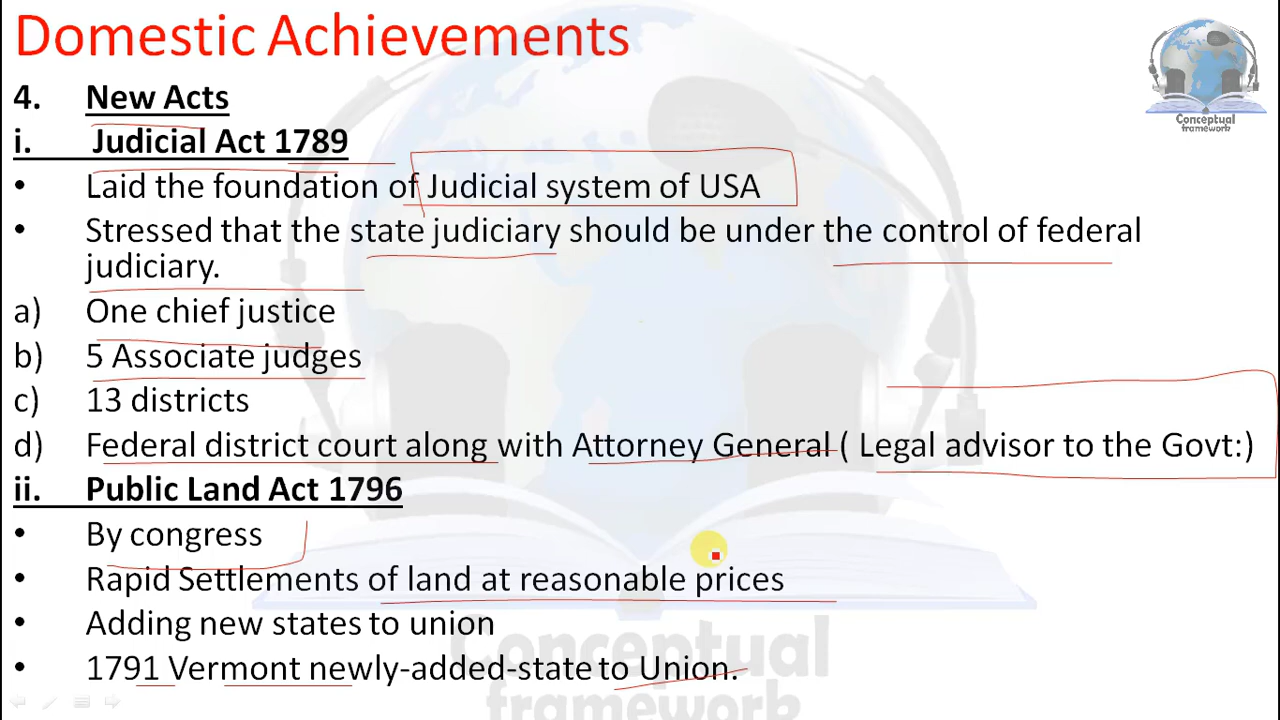 Domestic Achievements
4. New Acts
i. Judicial Act 1789
• Laid the foundation of Judicial system of USA
• Stressed that the state judiciary should be under the control of federal
judiciary.
a) One chief justice
b) 5 Associate judges
c) 13 districts
d) Federal district court along with Attorney General ( Legal advisor to the Govt:)
ii. Public Land Act 1796
• By congress
• Rapid Settlements of land at reasonable prices
• Adding new states to union
• 1791 Vermont newly-added-state to Union.
Conceptual
framework
Conceptual
framework